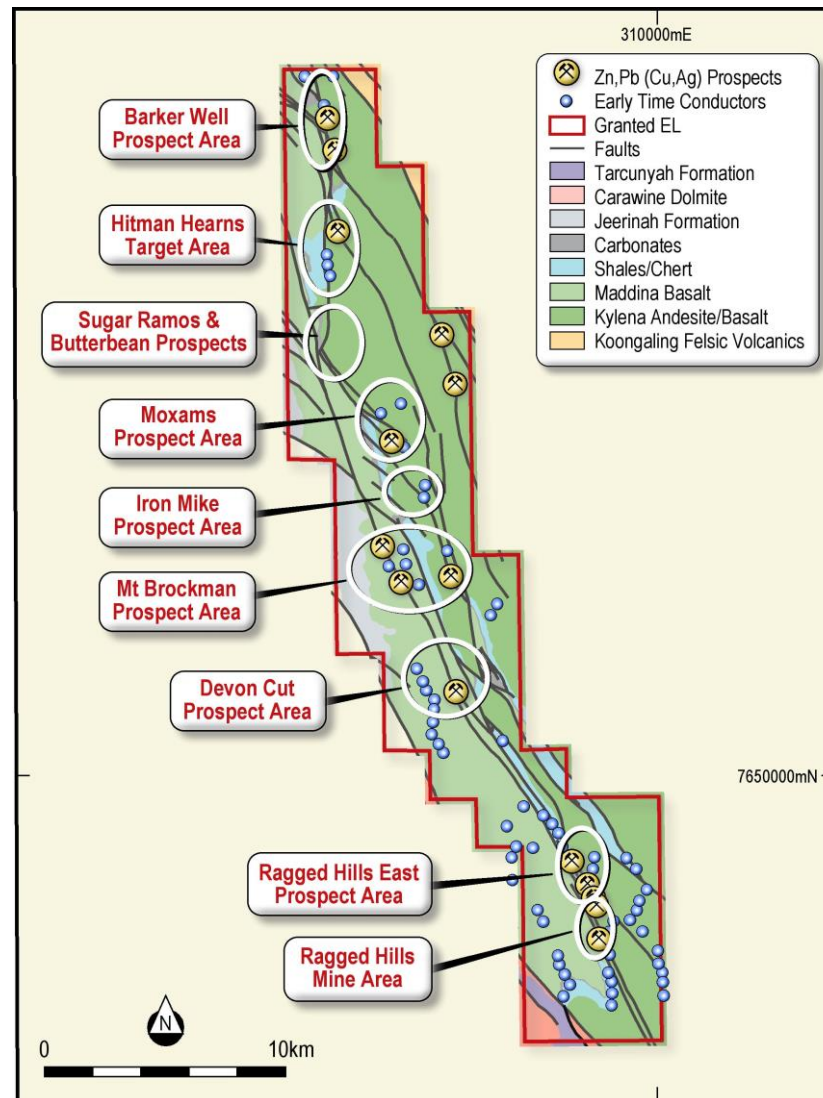 310000mE
Zn,Pb (Cu,Ag) Prospects
Early Time Conductors
Granted EL
Faults
Tarcunyah Formation
Carawine Dolmite
Jeerinah Formation
Carbonates
Shales/Chert
Maddina Basalt
Kylena Andesite/Basalt
Koongaling Felsic Volcanics
Barker Well
Prospect Area
Hitman Hearns
Target Area
Sugar Ramos &
Butterbean Prospects
Moxams
Prospect Area
Iron Mike
Prospect Area
Mt Brockman
Prospect Area
Devon Cut
Prospect Area
7650000mN
Ragged Hills East
Prospect Area
Ragged Hills
Mine Area
N
0
10km